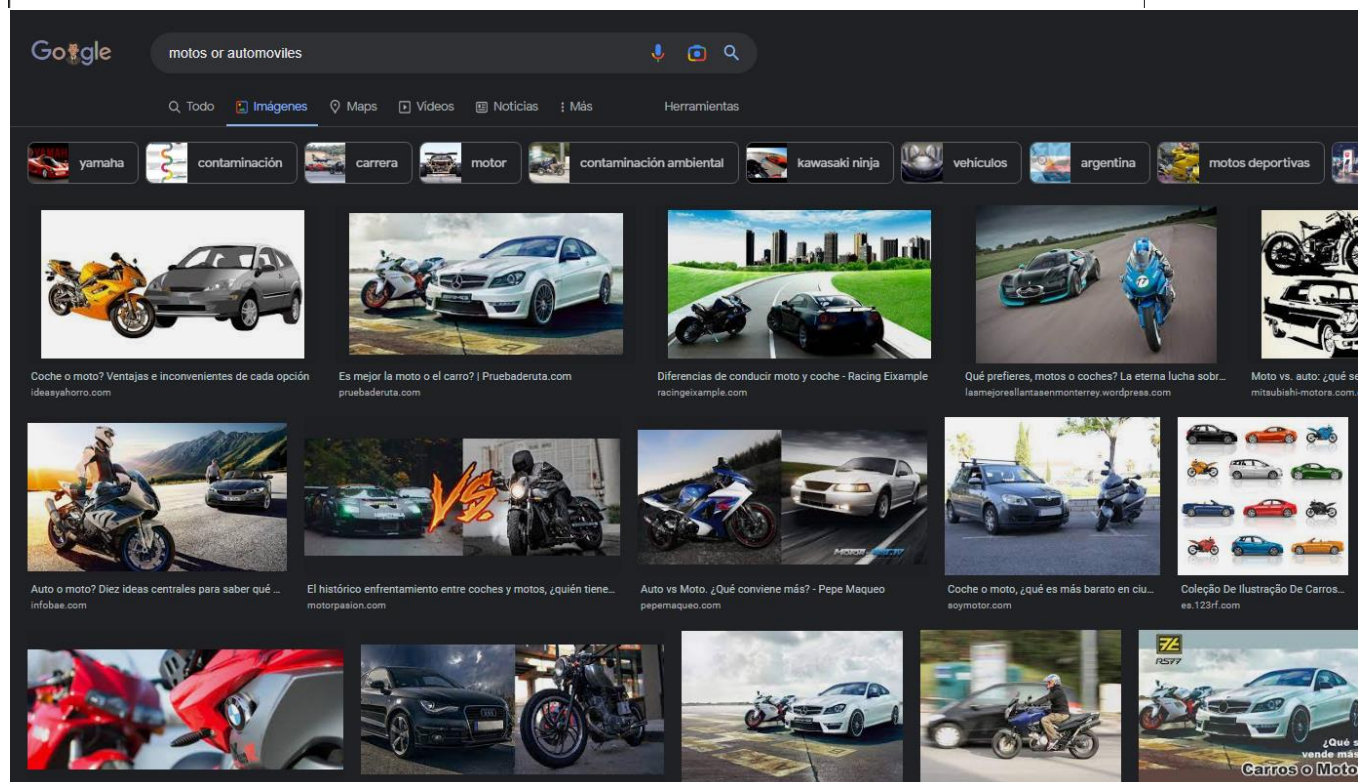 Google
motos or automoviles
Todo Imágenes Maps Vídeos Noticias Más Herramientas
yamaha contaminación carrera motor contaminación ambiental kawasaki ninja vehículos argentina motos deportivas
Coche o moto? Ventajas e inconvenientes de cada opción
ideasyahorro.com
Es mejor la moto o el carro? | Pruebaderuta.com
pruebaderuta.com
Diferencias de conducir moto y coche - Racing Eixample
racingeixample.com
Qué prefieres, motos o coches? La eterna lucha sobr...
lasmejoresllantasenmonterrey.wordpress.com
Moto vs. auto: ¿qué se
mitsubishi-motors.com.
VS.
Auto o moto? Diez ideas centrales para saber qué ...
infobae.com
El histórico enfrentamiento entre coches y motos, ¿quién tiene...
motorpasion.com
Auto vs Moto. ¿Qué conviene más? - Pepe Maqueo
pepemaqueo.com
Coche o moto, ¿qué es más barato en ciu...
soymotor.com
Coleção De Ilustração De Carros...
es.123rf.com
RS77
¿Qué s
vende más
Carros o Moto